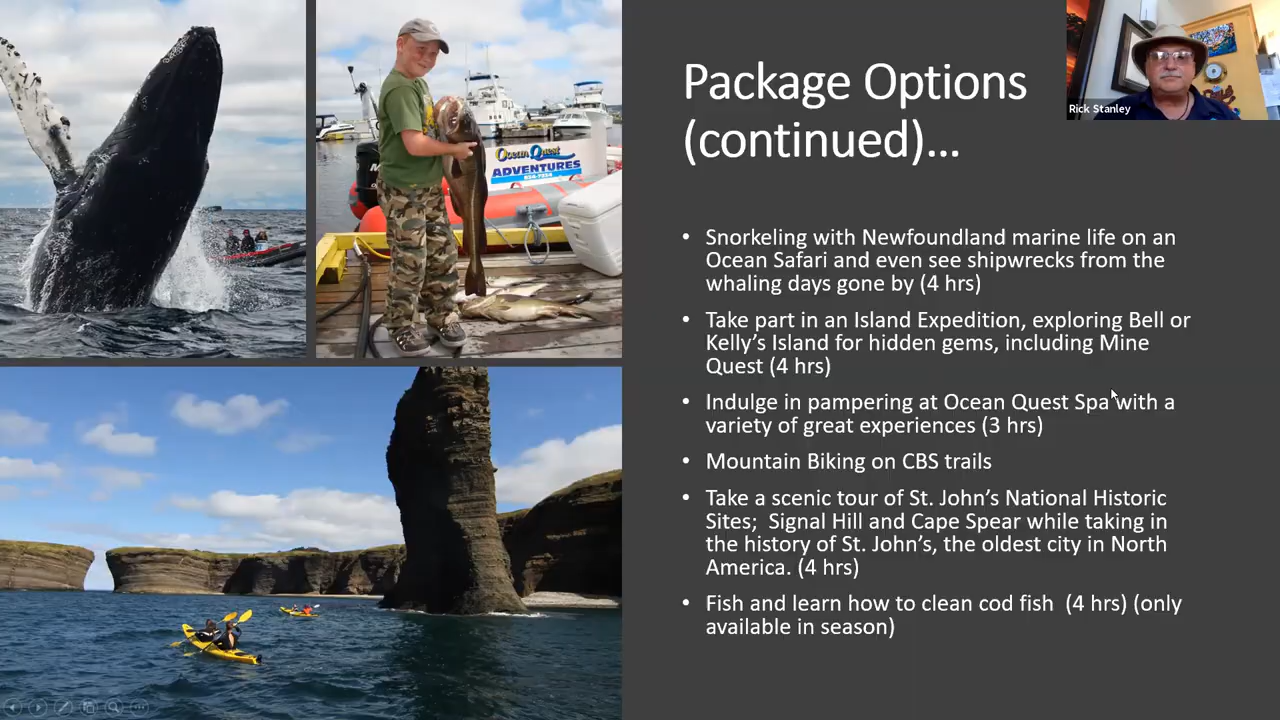 Package Options
(continued)...
Rick Stanley
Ocean Quest
ADVENTURES
• Snorkeling with Newfoundland marine life on an
Ocean Safari and even see shipwrecks from the
whaling days gone by (4 hrs)
• Take part in an Island Expedition, exploring Bell or
Kelly's Island for hidden gems, including Mine
Quest (4 hrs)
• Indulge in pampering at Ocean Quest Spa with a
variety of great experiences (3 hrs)
• Mountain Biking on CBS trails
• Take a scenic tour of St. John's National Historic
Sites;  Signal Hill and Cape Spear while taking in
the history of St. John's, the oldest city in North
America. (4 hrs)
• Fish and learn how to clean cod fish  (4 hrs) (only
available in season)